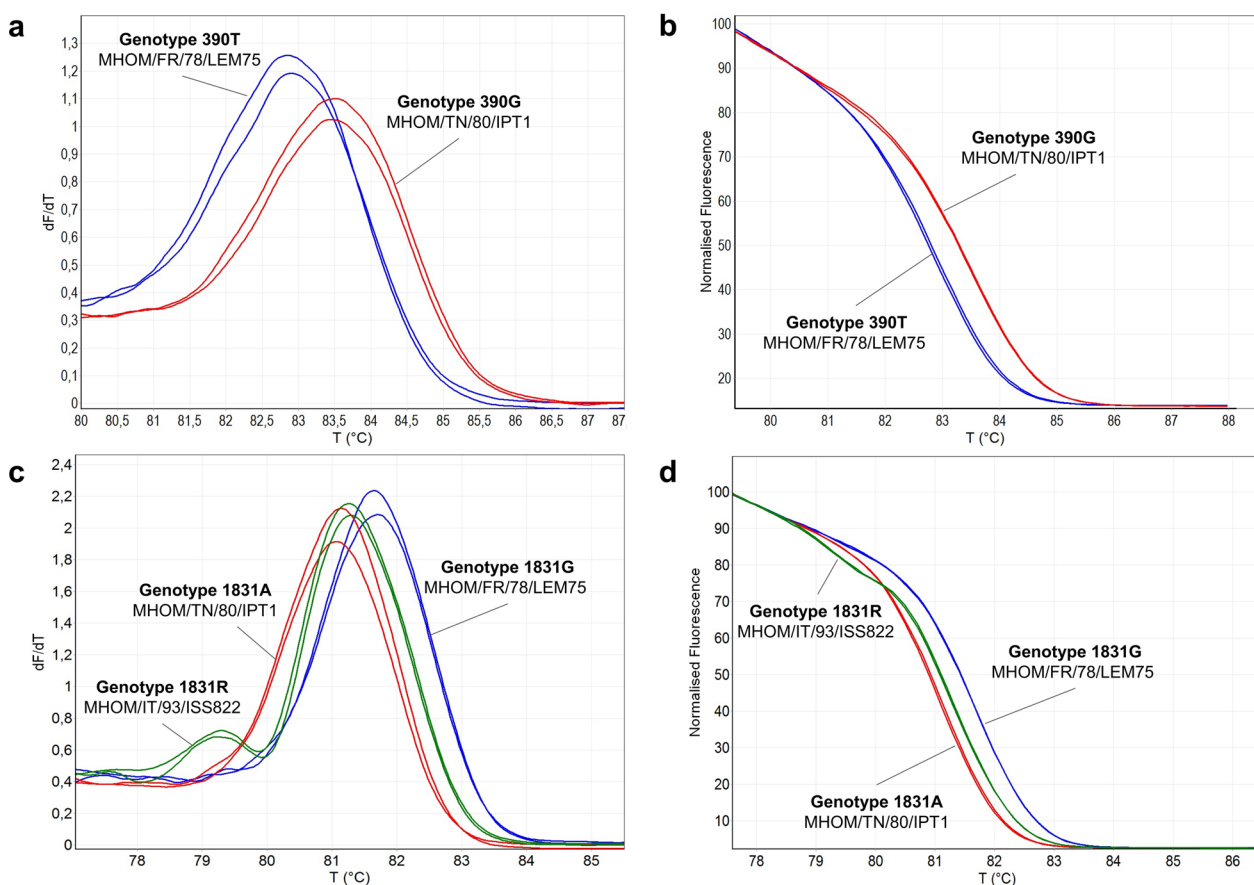 a
Genotype 390T
MHOM/FR/78/LEM75
Genotype 390G
MHOM/TN/80/IPT1
dF/dT
1,3
1,2
1,1
1
0,9
0,8
0,7
0,6
0,5
0,4
0,3
0,2
0,1
0
80 80,5 81 81,5 82 82,5 83 83,5 84 84,5 85 85,5 86 86,5 87 87
T (°C)
b
Genotype 390G
MHOM/TN/80/IPT1
Genotype 390T
MHOM/FR/78/LEM75
Normalised Fluorescence
100
90
80
70
60
50
40
30
20
80 81 82 83 84 85 86 87 88
T (°C)
c
Genotype 1831G
MHOM/FR/78/LEM75
Genotype 1831A
MHOM/TN/80/IPT1
Genotype 1831R
MHOM/IT/93/ISS822
dF/dT
2,4
2,2
2
1,8
1,6
1,4
1,2
1
0,8
0,6
0,4
0,2
0
78 79 80 81 82 83 84 85
T (°C)
d
Genotype 1831R
MHOM/IT/93/ISS822
Genotype 1831G
MHOM/FR/78/LEM75
Genotype 1831A
MHOM/TN/80/IPT1
Normalised Fluorescence
100
90
80
70
60
50
40
30
20
10
78 79 80 81 82 83 84 85 86
T (°C)